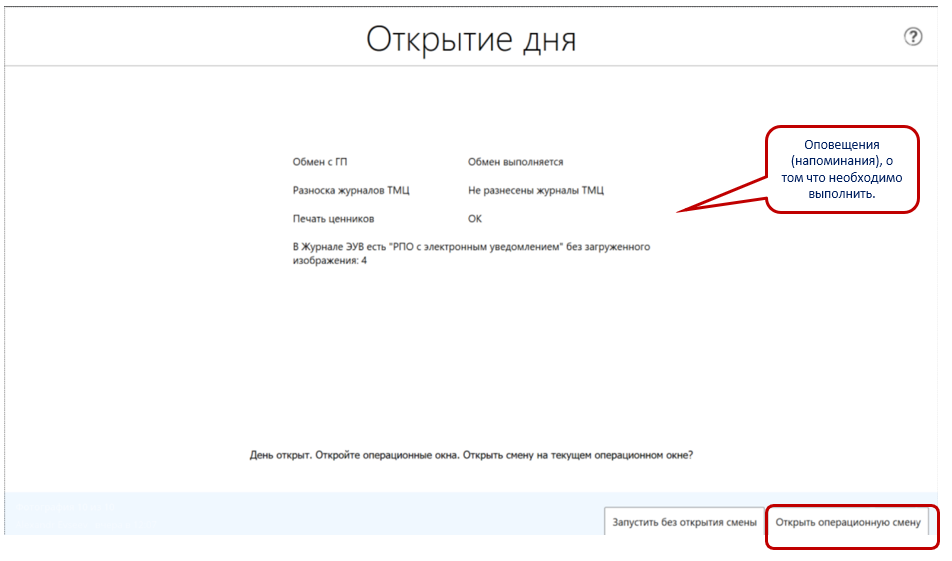 Открытие дня
?
Оповещения
(напоминания), о
том что необходимо
выполнить.
Обмен с ГП Обмен выполняется
Разноска журналов ТМЦ Не разнесены журналы ТМЦ
Печать ценников ОК
В Журнале ЭУВ есть "РПО с электронным уведомлением" без загруженного
изображения: 4
День открыт. Откройте операционные окна. Открыть смену на текущем операционном окне?
Запустить без открытия смены Открыть операционную смену